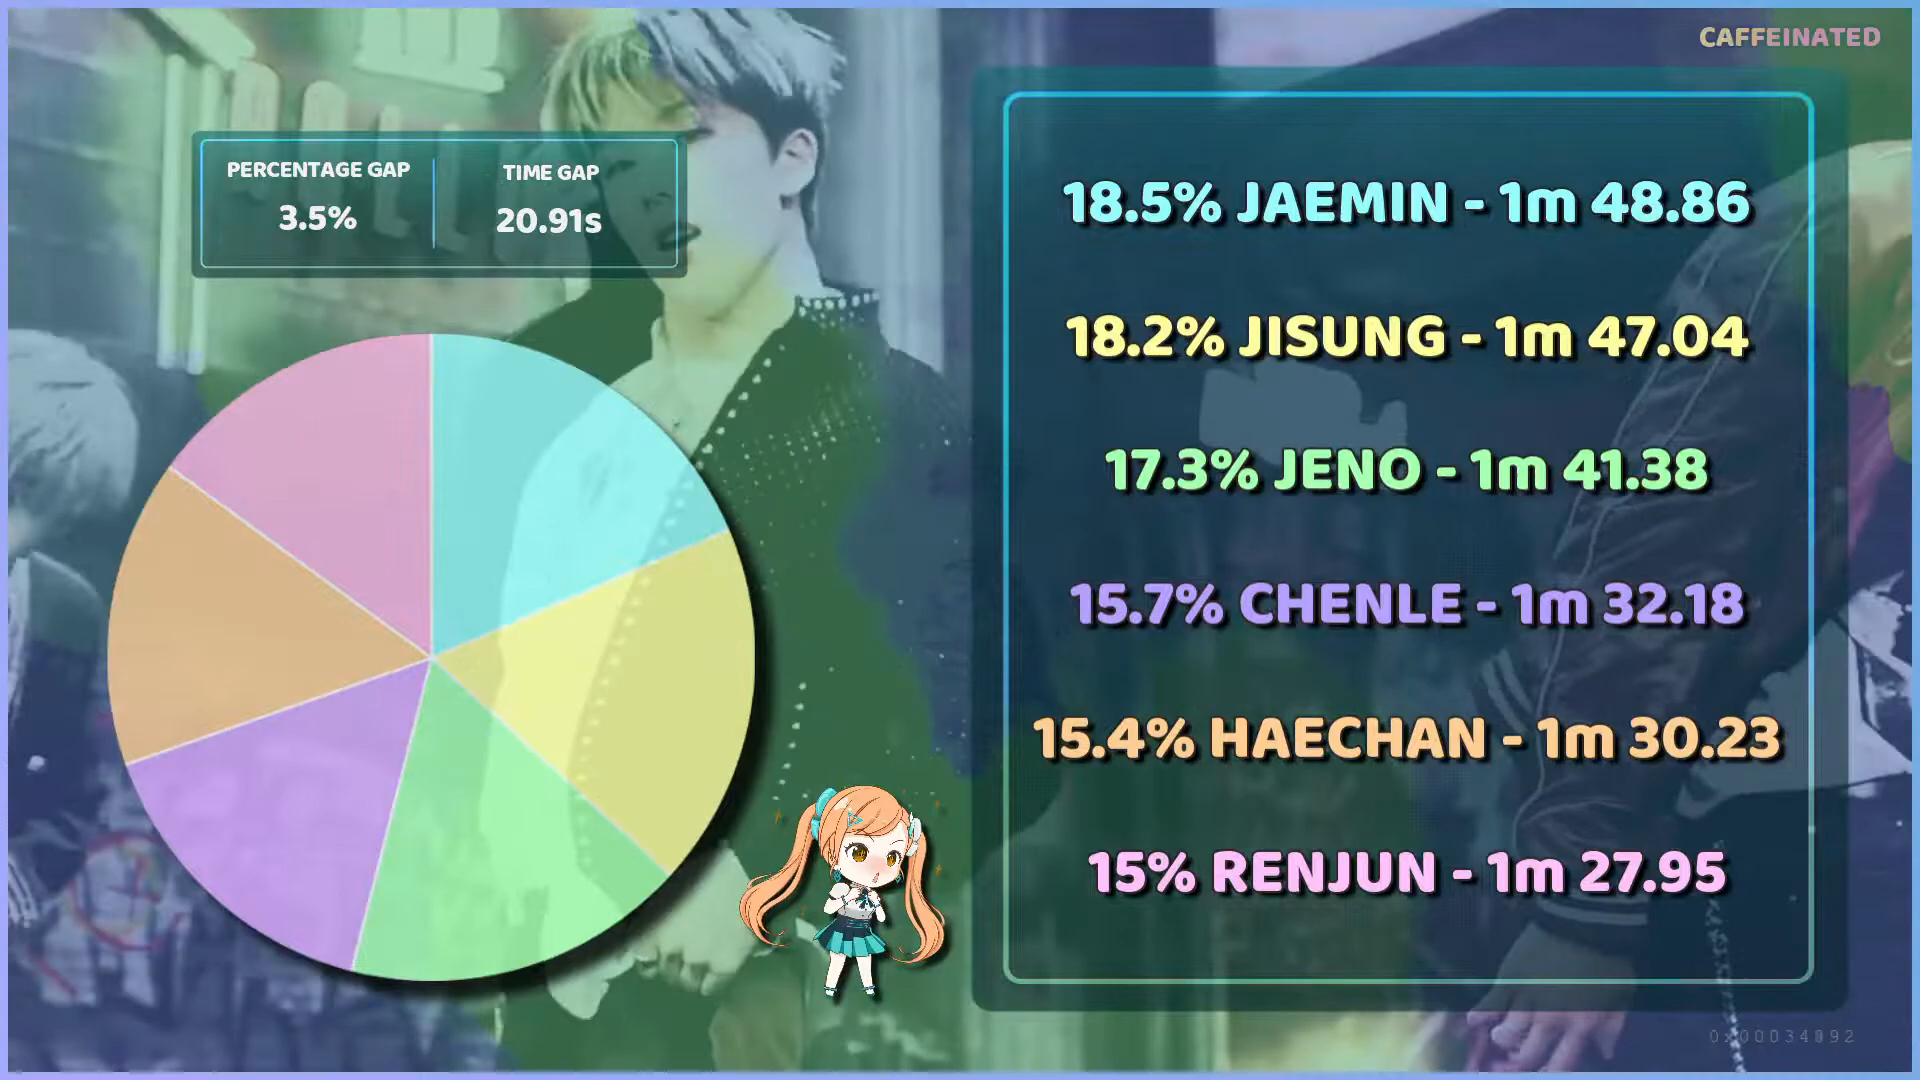 CAFFEINATED
PERCENTAGE GAP
3.5%
TIME GAP
20.91s
18.5% JAEMIN - 1m 48.86
18.2% JISUNG - 1m 47.04
17.3% JENO - 1m 41.38
15.7% CHENLE - 1m 32.18
15.4% HAECHAN - 1m 30.23
15% RENJUN - 1m 27.95